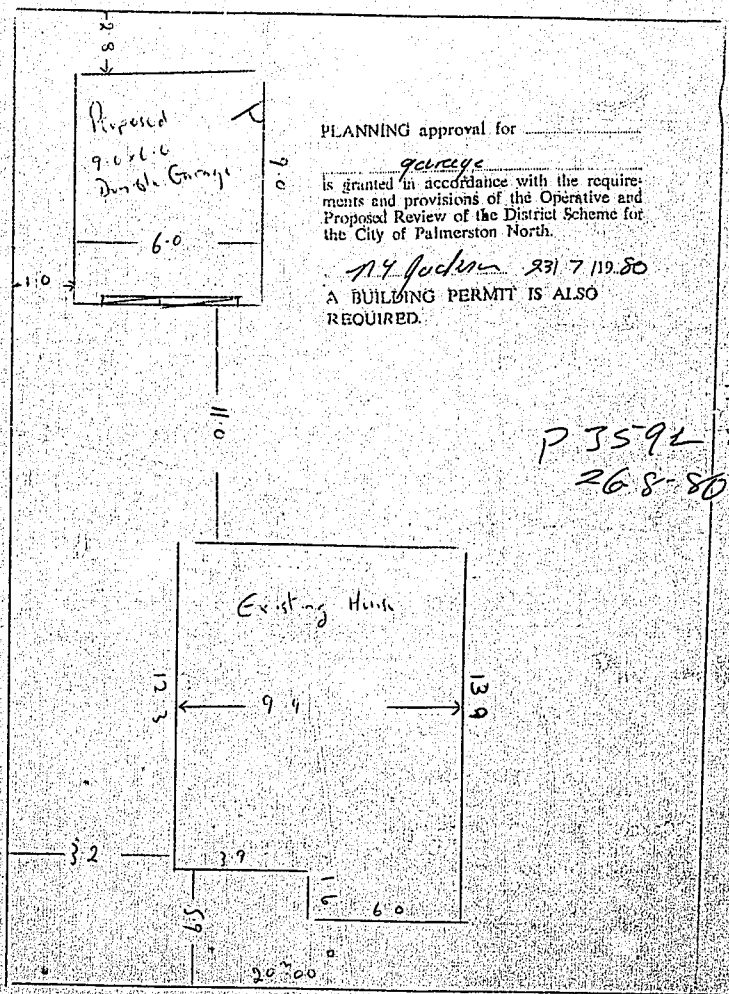 2.8
Proposed
9.0 x 6.0
Double Garage
9.0
6.0
1.0
PLANNING approval for
garage
is granted in accordance with the require-
ments and provisions of the Operative and
Proposed Review of the District Scheme for
the City of Palmerston North.
23/ 7 /1980
A BUILDING PERMIT IS ALSO
REQUIRED.
11.0
P 3592
26-8-80
Existing House
12.3
9.4
13.9
3.2
3.9
1.6
6.0
5.9
20.00